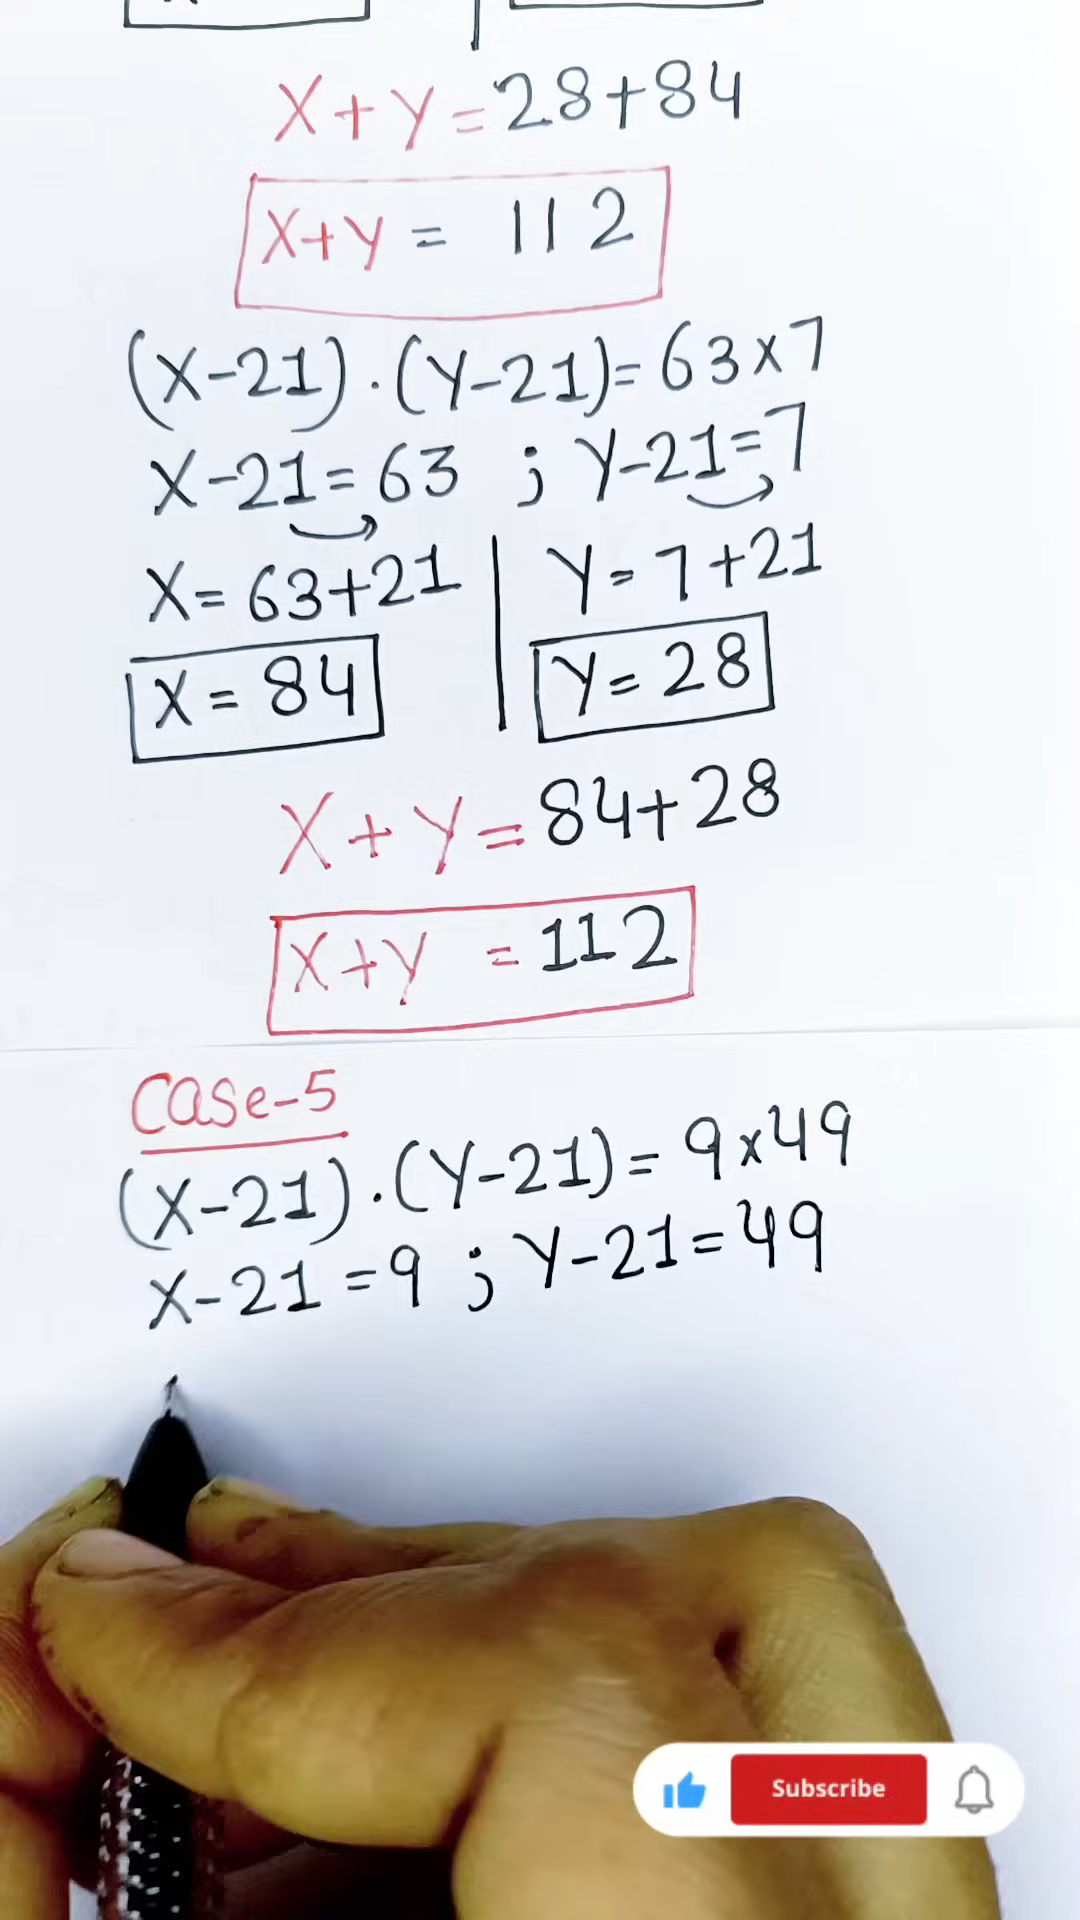 X+Y=28+84
X+Y = 112
(X-21).(Y-21)=63x7
X-21=63 ; Y-21=7
X=63+21 | Y=7+21
X=84 | Y=28
X+Y=84+28
X+Y =112
Case-5
(X-21).(Y-21)=9x49
X-21=9 ; Y-21=49
Subscribe